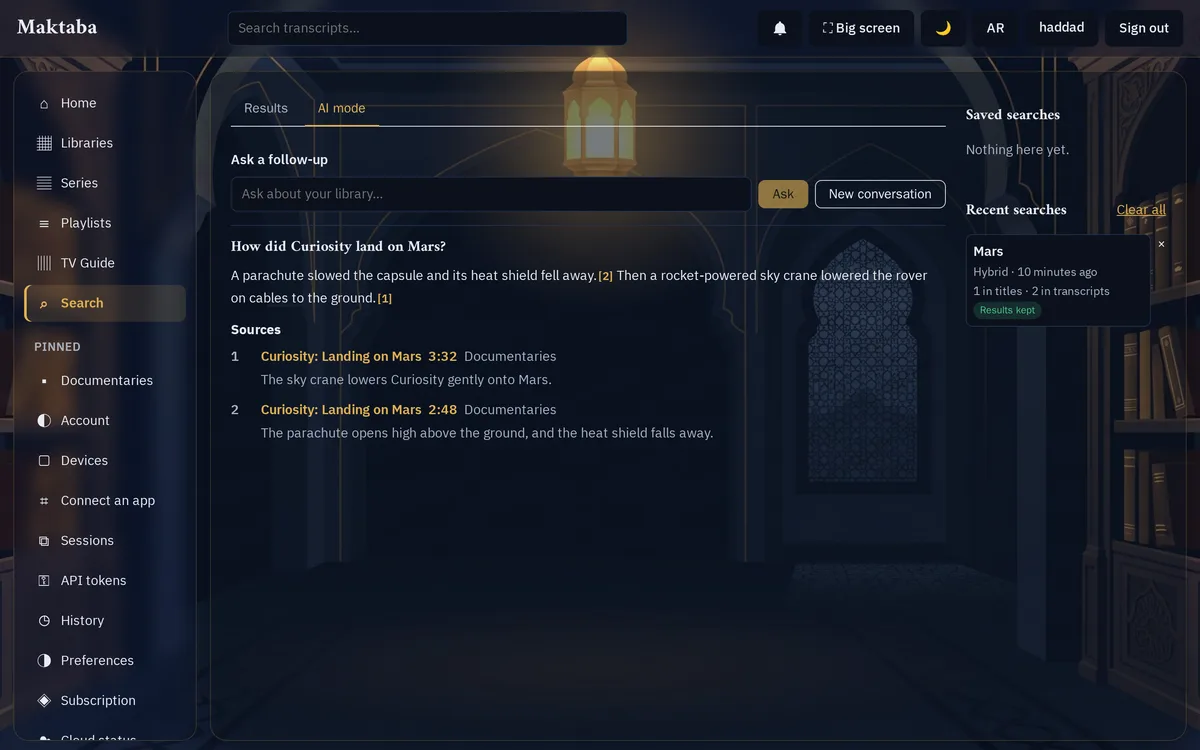 Maktaba
Search transcripts...
Big screen
AR
haddad
Sign out
Home
Libraries
Series
Playlists
TV Guide
Search
PINNED
Documentaries
Account
Devices
Connect an app
Sessions
API tokens
History
Preferences
Subscription
Cloud status
Results
AI mode
Ask a follow-up
Ask about your library...
Ask
New conversation
How did Curiosity land on Mars?
A parachute slowed the capsule and its heat shield fell away.[2] Then a rocket-powered sky crane lowered the rover
on cables to the ground.[1]
Sources
1 Curiosity: Landing on Mars 3:32 Documentaries
The sky crane lowers Curiosity gently onto Mars.
2 Curiosity: Landing on Mars 2:48 Documentaries
The parachute opens high above the ground, and the heat shield falls away.
Saved searches
Nothing here yet.
Recent searches
Clear all
Mars
×
Hybrid · 10 minutes ago
1 in titles · 2 in transcripts
Results kept